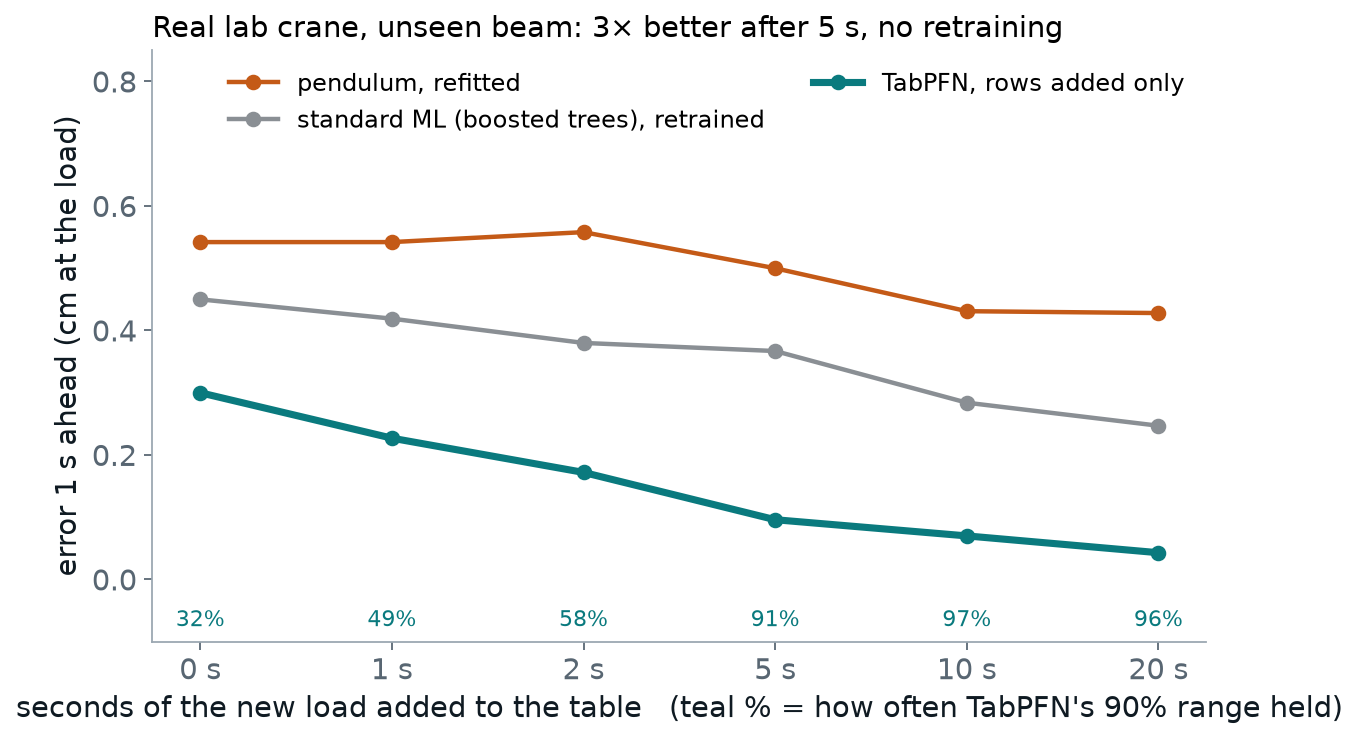 Real lab crane, unseen beam: 3× better after 5 s, no retraining
pendulum, refitted
standard ML (boosted trees), retrained
TabPFN, rows added only
error 1 s ahead (cm at the load)
0.8
0.6
0.4
0.2
0.0
32% 49% 58% 91% 97% 96%
0 s 1 s 2 s 5 s 10 s 20 s
seconds of the new load added to the table (teal % = how often TabPFN's 90% range held)